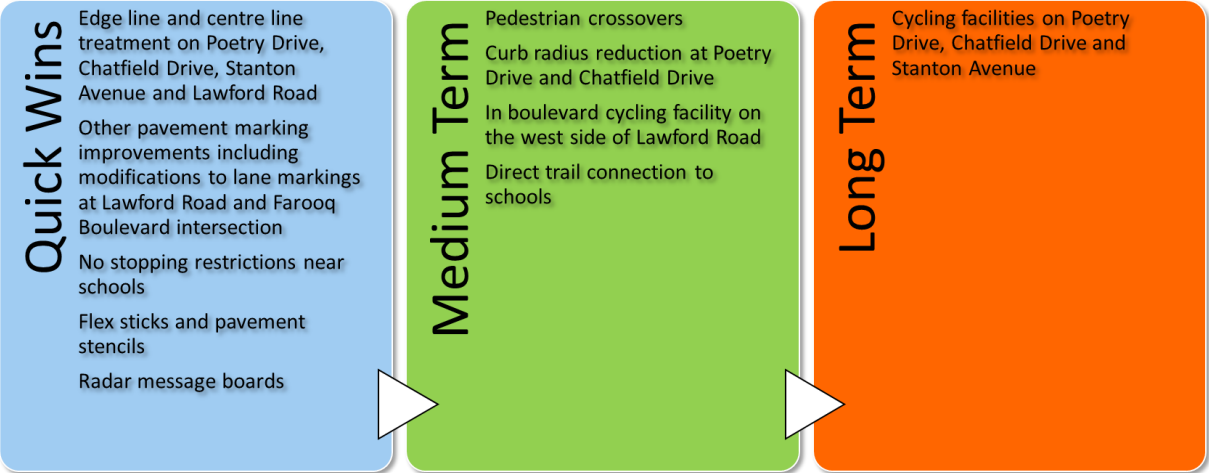 Quick Wins
Edge line and centre line
treatment on Poetry Drive,
Chatfield Drive, Stanton
Avenue and Lawford Road
Other pavement marking
improvements including
modifications to lane markings
at Lawford Road and Farooq
Boulevard intersection
No stopping restrictions near
schools
Flex sticks and pavement
stencils
Radar message boards
Medium Term
Pedestrian crossovers
Curb radius reduction at Poetry
Drive and Chatfield Drive
In boulevard cycling facility on
the west side of Lawford Road
Direct trail connection to
schools
Long Term
Cycling facilities on Poetry
Drive, Chatfield Drive and
Stanton Avenue